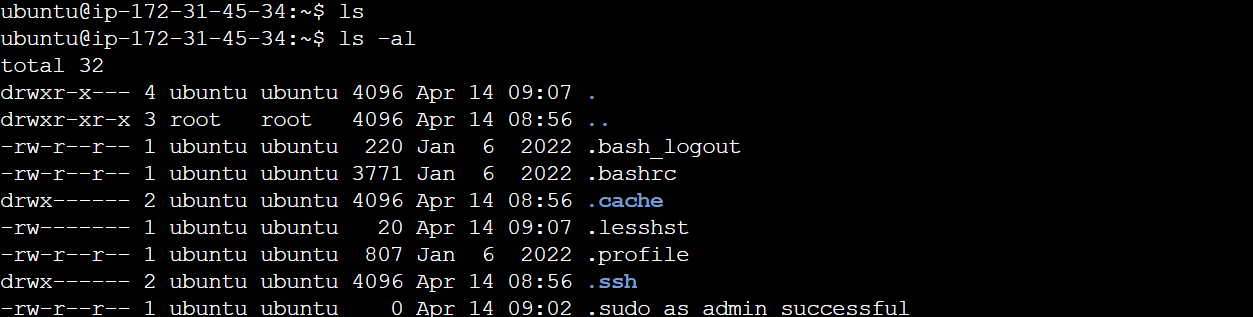 ubuntu@ip-172-31-45-34:~$ ls
ubuntu@ip-172-31-45-34:~$ ls -al
total 32
drwxr-x--- 4 ubuntu ubuntu 4096 Apr 14 09:07 .
drwxr-xr-x 3 root   root   4096 Apr 14 08:56 ..
-rw-r--r-- 1 ubuntu ubuntu  220 Jan  6  2022 .bash_logout
-rw-r--r-- 1 ubuntu ubuntu 3771 Jan  6  2022 .bashrc
drwx------ 2 ubuntu ubuntu 4096 Apr 14 08:56 .cache
-rw------- 1 ubuntu ubuntu   20 Apr 14 09:07 .lesshst
-rw-r--r-- 1 ubuntu ubuntu  807 Jan  6  2022 .profile
drwx------ 2 ubuntu ubuntu 4096 Apr 14 08:56 .ssh
-rw-r--r-- 1 ubuntu ubuntu    0 Apr 14 09:02 .sudo_as_admin_successful